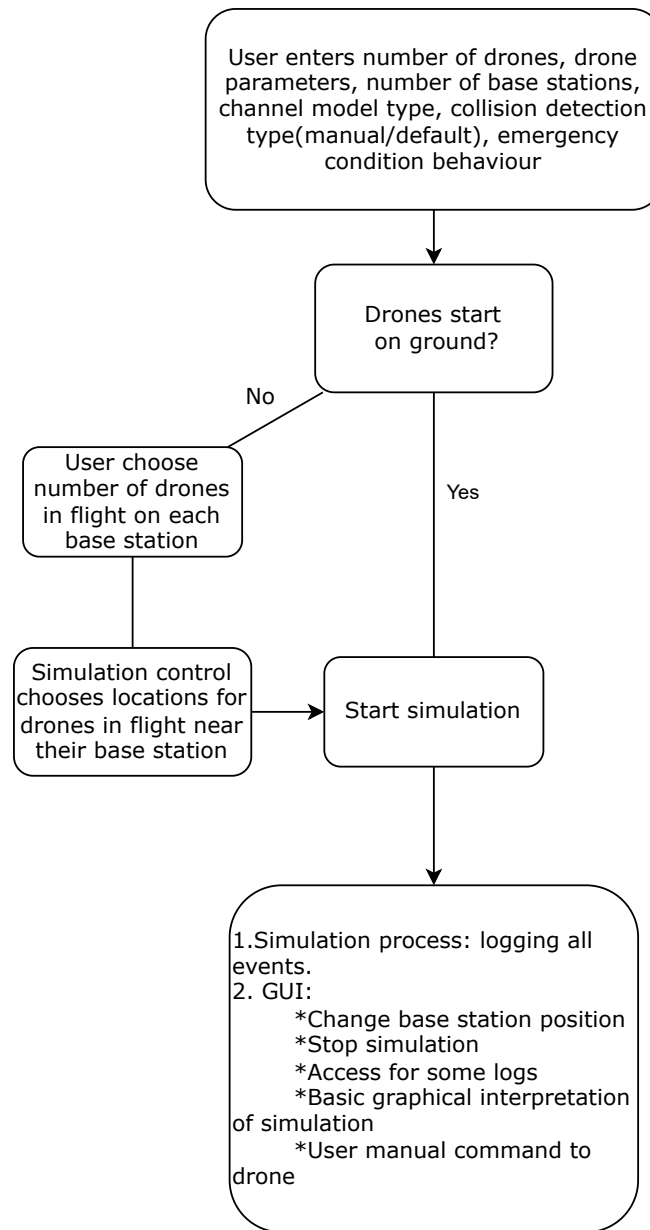 User enters number of drones, drone
parameters, number of base stations,
channel model type, collision detection
type(manual/default), emergency
condition behaviour
Drones start
on ground?
No
Yes
User choose
number of drones
in flight on each
base station
Simulation control
chooses locations for
drones in flight near
their base station
Start simulation
1.Simulation process: logging all
events.
2. GUI:
*Change base station position
*Stop simulation
*Access for some logs
*Basic graphical interpretation
of simulation
*User manual command to
drone